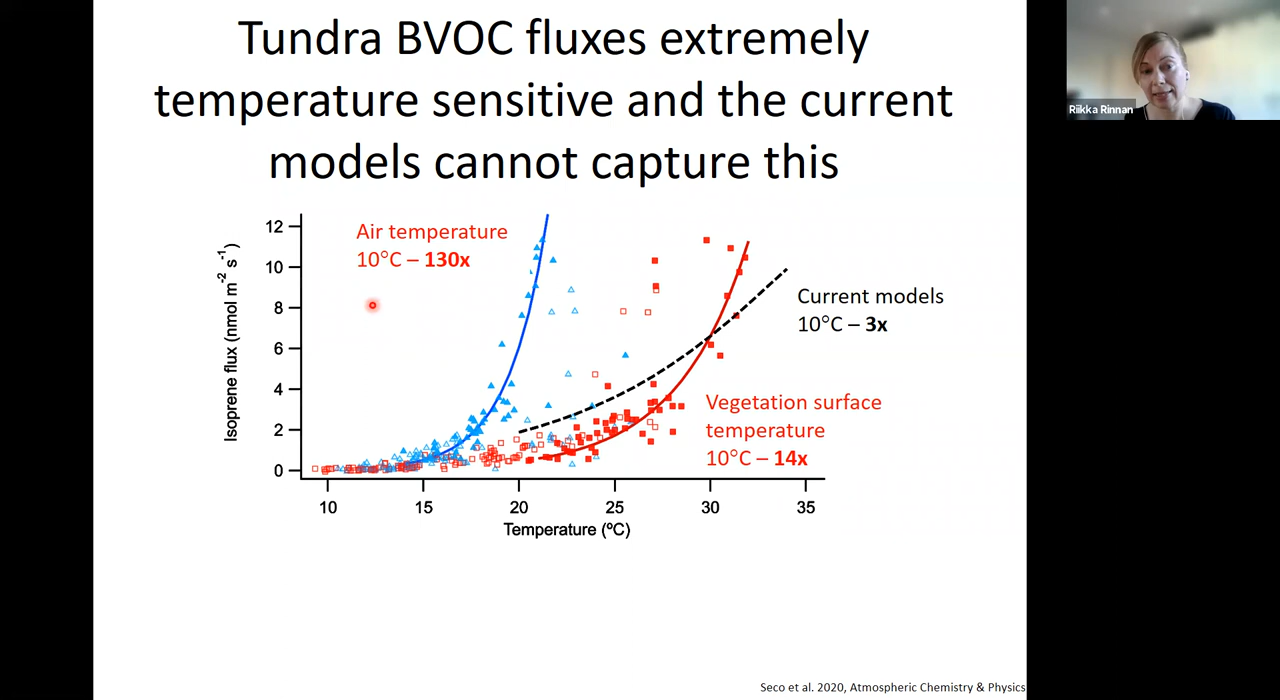 Tundra BVOC fluxes extremely
temperature sensitive and the current
models cannot capture this
Riikka Rinnan
Air temperature
10°C – 130x
Current models
10°C – 3x
Vegetation surface
temperature
10°C – 14x
Isoprene flux (nmol m⁻² s⁻¹)
12
10
8
6
4
2
0
10 15 20 25 30 35
Temperature (ºC)
Seco et al. 2020, Atmospheric Chemistry & Physics